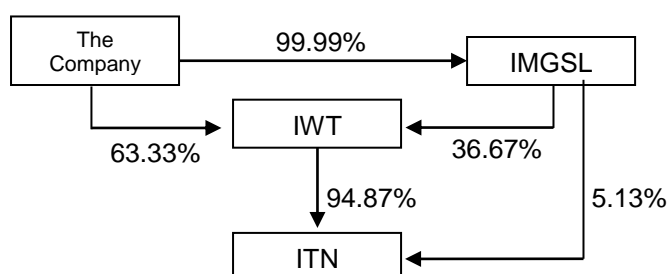 The
Company
99.99%
IMGSL
IWT
63.33%
36.67%
94.87%
5.13%
ITN